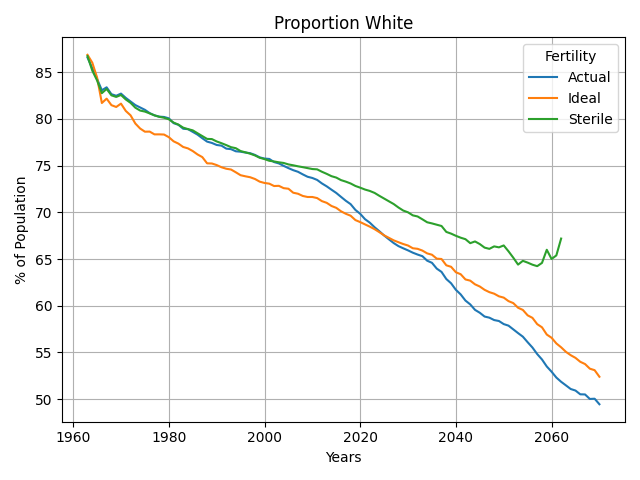 Proportion White
% of Population
85
80
75
70
65
60
55
50
Fertility
Actual
Ideal
Sterile
1960 1980 2000 2020 2040 2060
Years